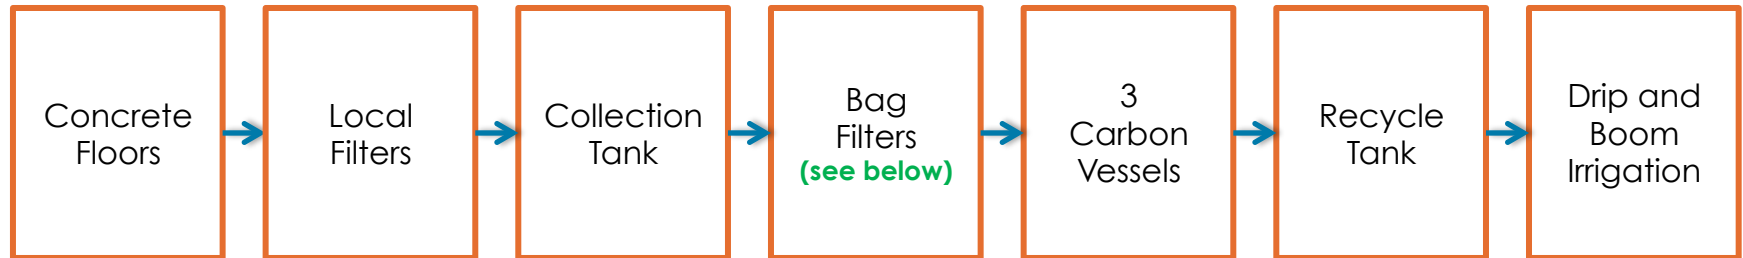 Concrete
Floors
Local
Filters
Collection
Tank
Bag
Filters
(see below)
3
Carbon
Vessels
Recycle
Tank
Drip and
Boom
Irrigation